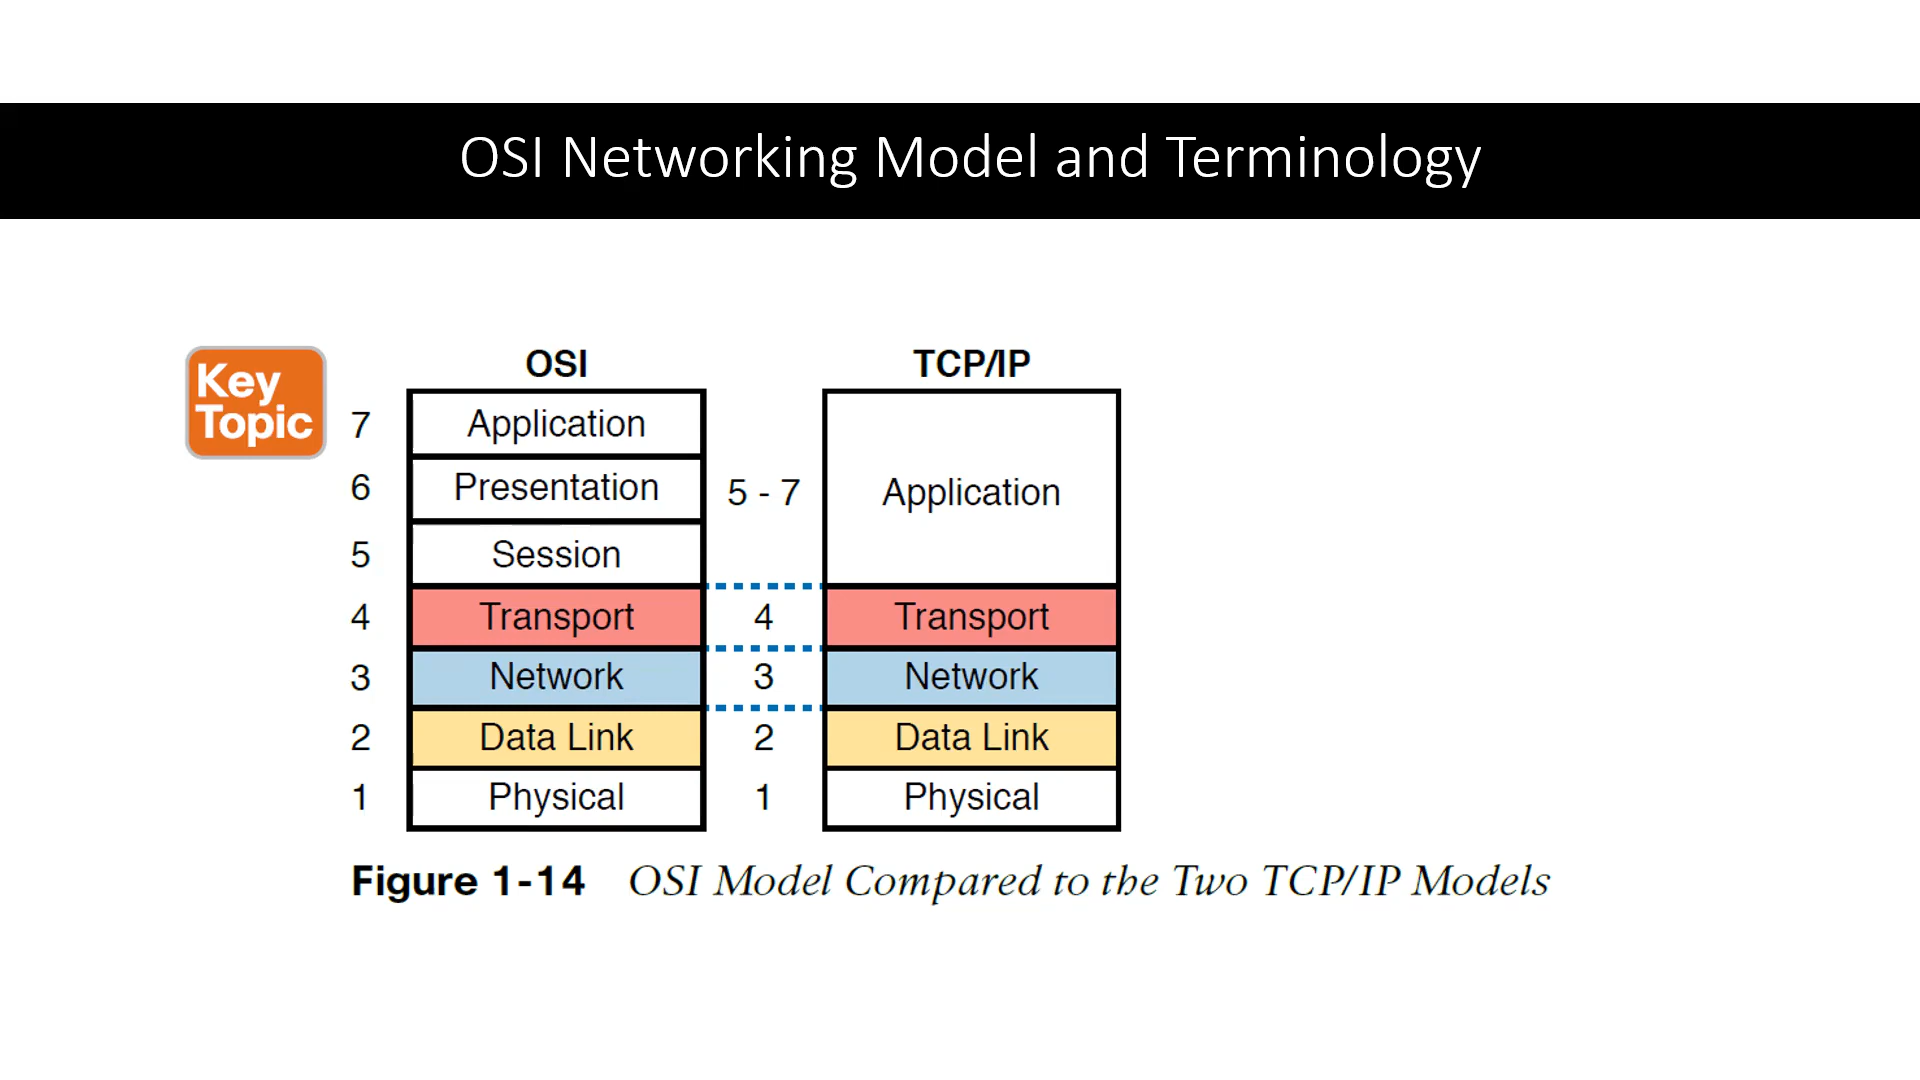 OSI Networking Model and Terminology
Key
Topic
OSI
TCP/IP
7 Application
6 Presentation
5 Session
5 - 7 Application
4 Transport 4 Transport
3 Network 3 Network
2 Data Link 2 Data Link
1 Physical 1 Physical
Figure 1-14 OSI Model Compared to the Two TCP/IP Models